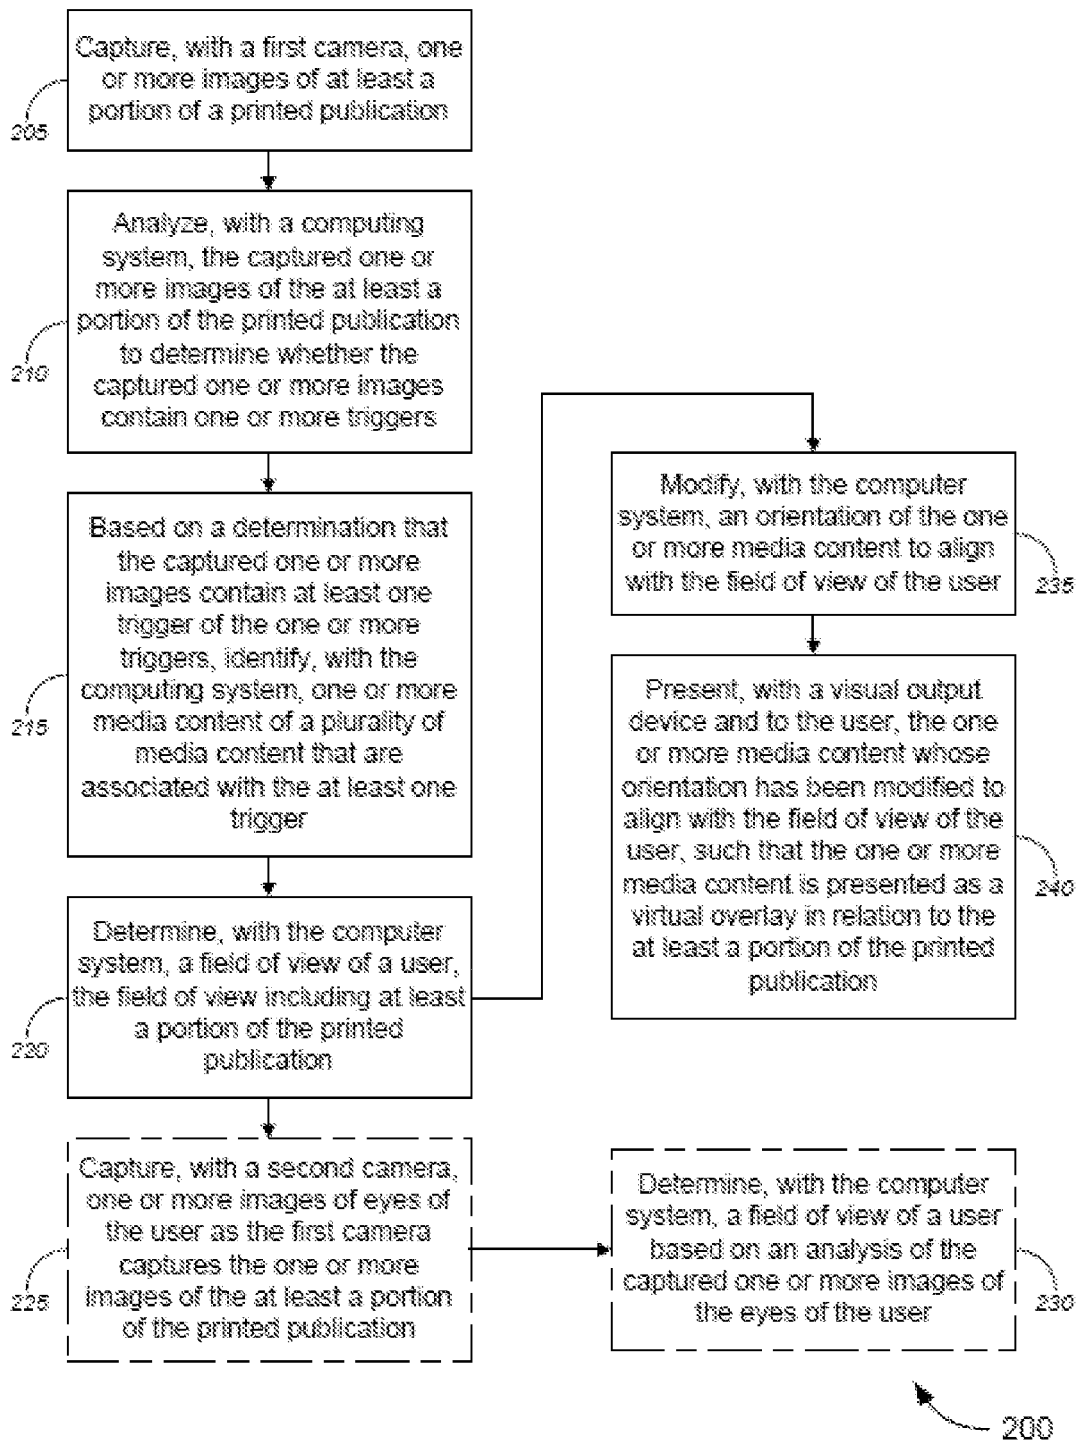 Capture, with a first camera, one
or more images of at least a
portion of a printed publication
205
Analyze, with a computing
system, the captured one or
more images of the at least a
portion of the printed publication
to determine whether the
captured one or more images
contain one or more triggers
210
Based on a determination that
the captured one or more
images contain at least one
trigger of the one or more
triggers, identify, with the
computing system, one or more
media content of a plurality of
media content that are
associated with the at least one
trigger
215
Determine, with the computer
system, a field of view of a user,
the field of view including at least
a portion of the printed
publication
220
Capture, with a second camera,
one or more images of eyes of
the user as the first camera
captures the one or more
images of the at least a portion
of the printed publication
225
Determine, with the computer
system, a field of view of a user
based on an analysis of the
captured one or more images of
the eyes of the user
230
Modify, with the computer
system, an orientation of the one
or more media content to align
with the field of view of the user
235
Present, with a visual output
device and to the user, the one
or more media content whose
orientation has been modified to
align with the field of view of the
user, such that the one or more
media content is presented as a
virtual overlay in relation to the
at least a portion of the printed
publication
240
200